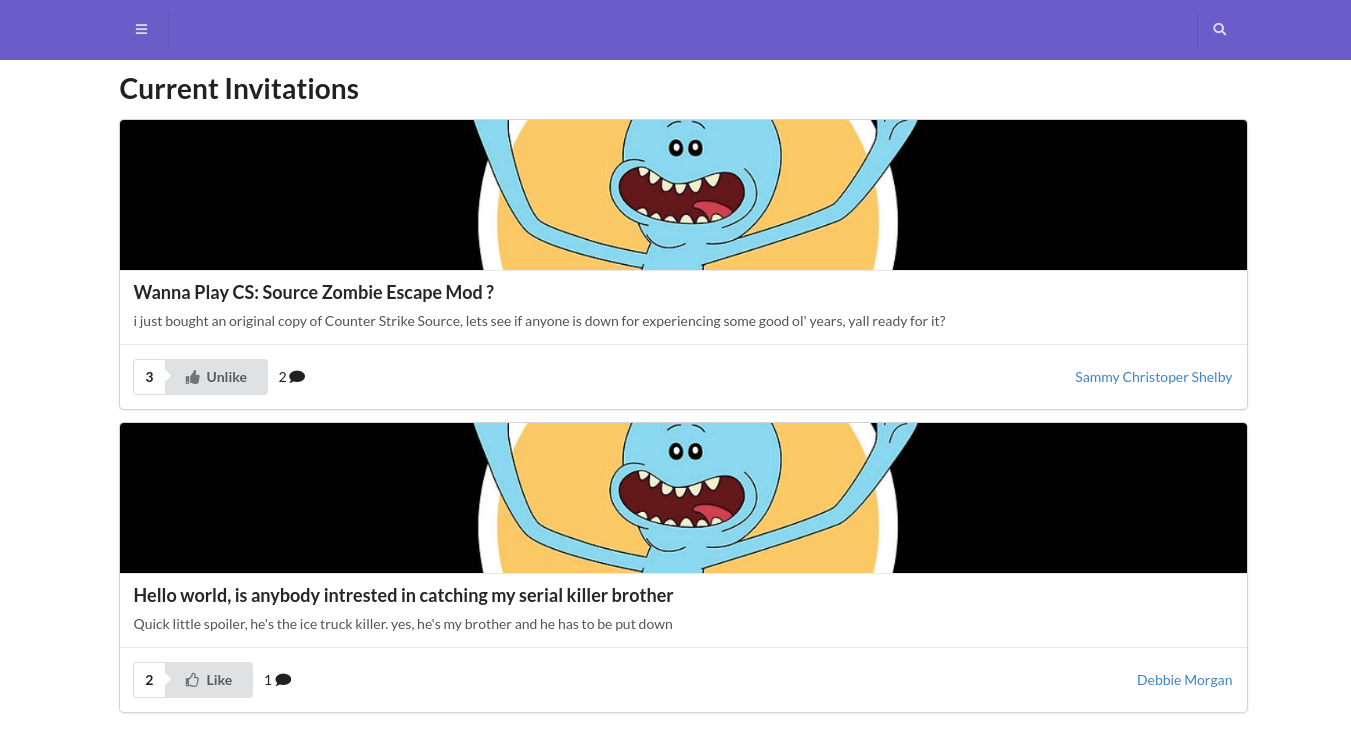 Current Invitations
Wanna Play CS: Source Zombie Escape Mod ?
i just bought an original copy of Counter Strike Source, lets see if anyone is down for experiencing some good ol' years, yall ready for it?
3 Unlike 2 Sammy Christoper Shelby
Hello world, is anybody intrested in catching my serial killer brother
Quick little spoiler, he's the ice truck killer. yes, he's my brother and he has to be put down
2 Like 1 Debbie Morgan